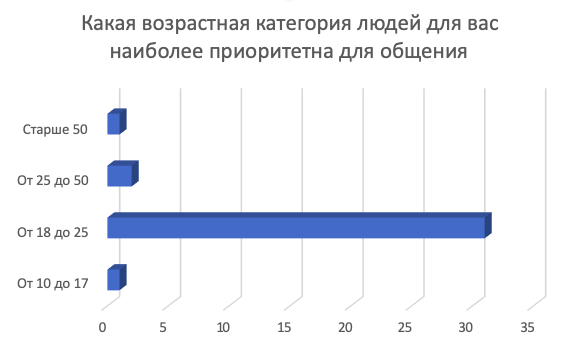 Какая возрастная категория людей для вас
наиболее приоритетна для общения
Старше 50
От 25 до 50
От 18 до 25
От 10 до 17
0 5 10 15 20 25 30 35